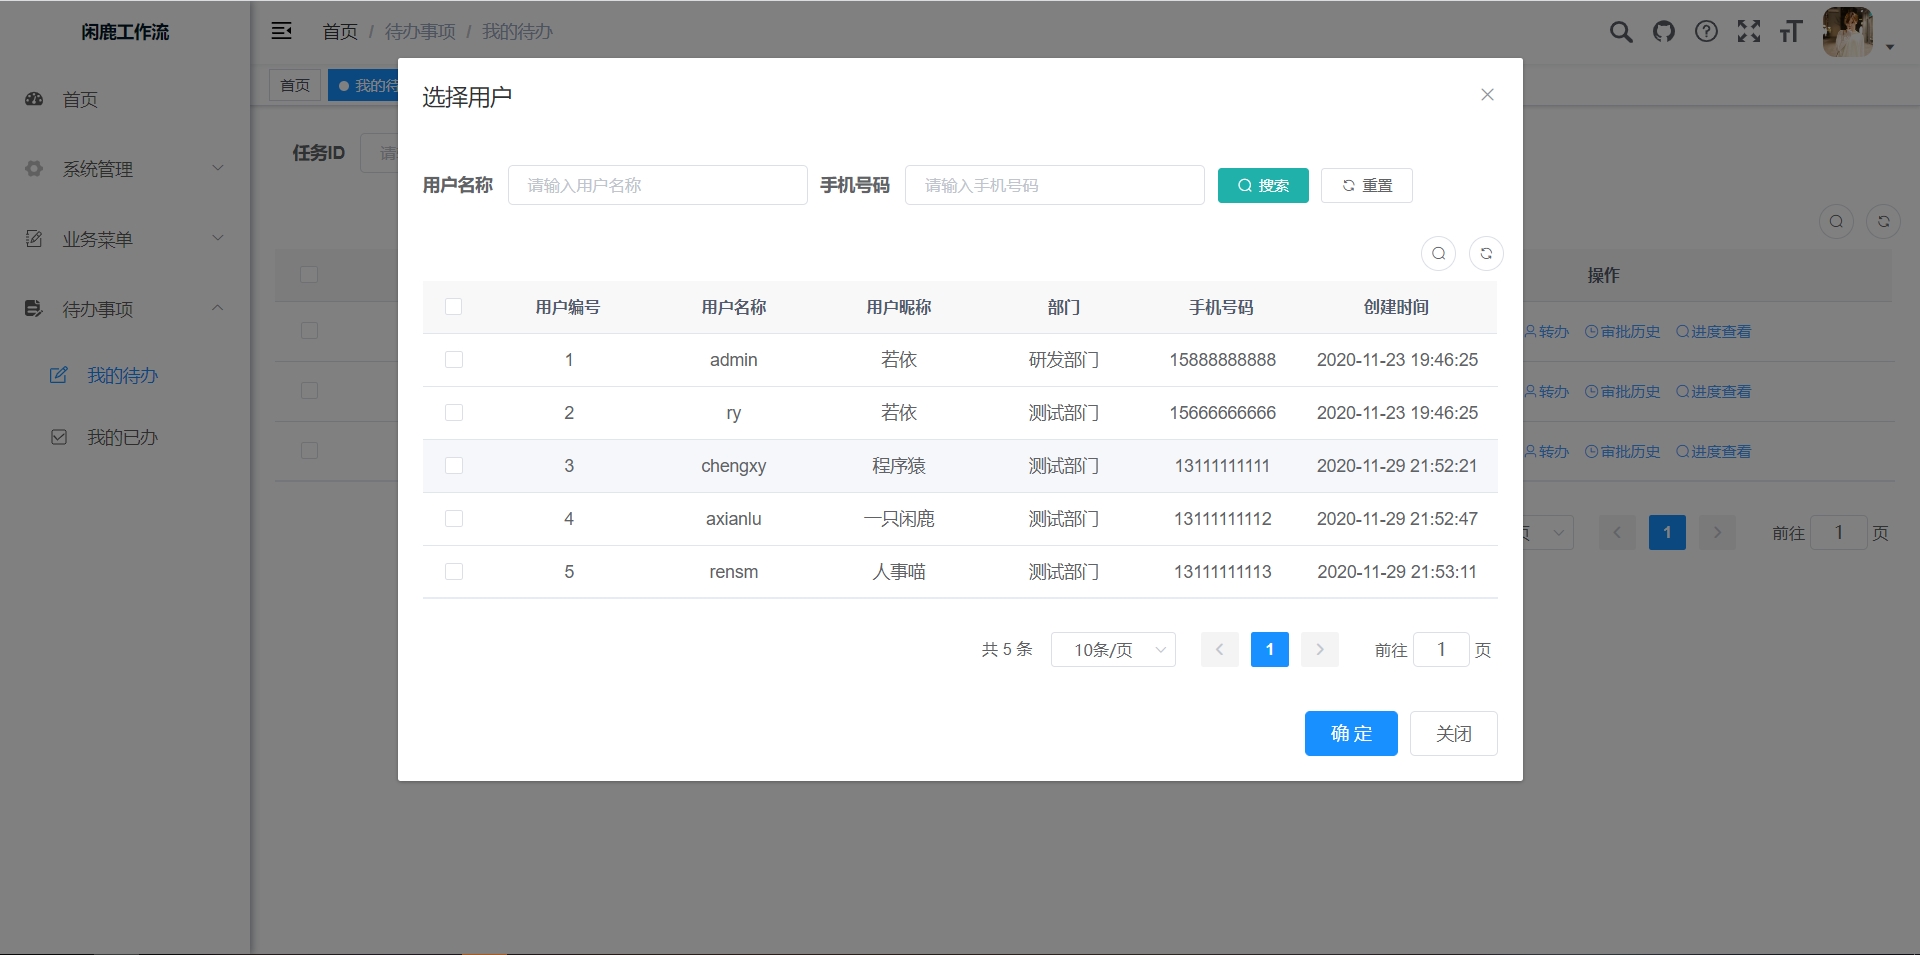 闲鹿工作流
首页
系统管理
业务菜单
待办事项
我的待办
我的已办
首页 / 待办事项 / 我的待办
首页
我的待
任务ID 请
选择用户
用户名称 请输入用户名称 手机号码 请输入手机号码 搜索 重置
用户编号 用户名称 用户昵称 部门 手机号码 创建时间
1 admin 若依 研发部门 15888888888 2020-11-23 19:46:25
2 ry 若依 测试部门 15666666666 2020-11-23 19:46:25
3 chengxy 程序猿 测试部门 13111111111 2020-11-29 21:52:21
4 axianlu 一只闲鹿 测试部门 13111111112 2020-11-29 21:52:47
5 rensm 人事喵 测试部门 13111111113 2020-11-29 21:53:11
共 5 条 10条/页 1 前往 1 页
确 定 关闭
操作
转办 审批历史 进度查看
转办 审批历史 进度查看
转办 审批历史 进度查看
页 1 前往 1 页